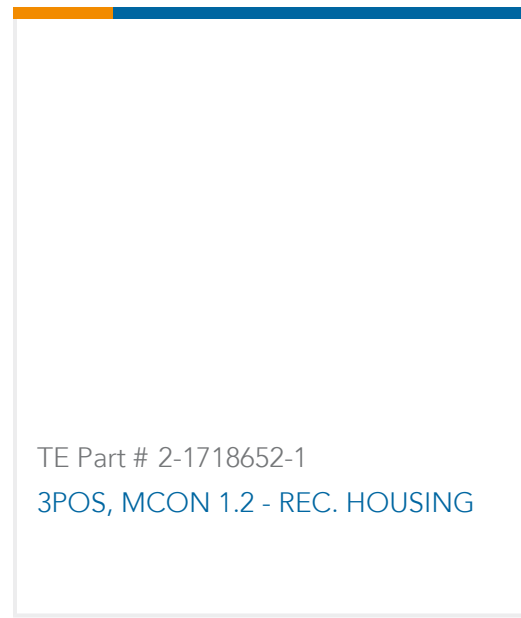 TE Part # 2-1718652-1
3POS, MCON 1.2 - REC. HOUSING